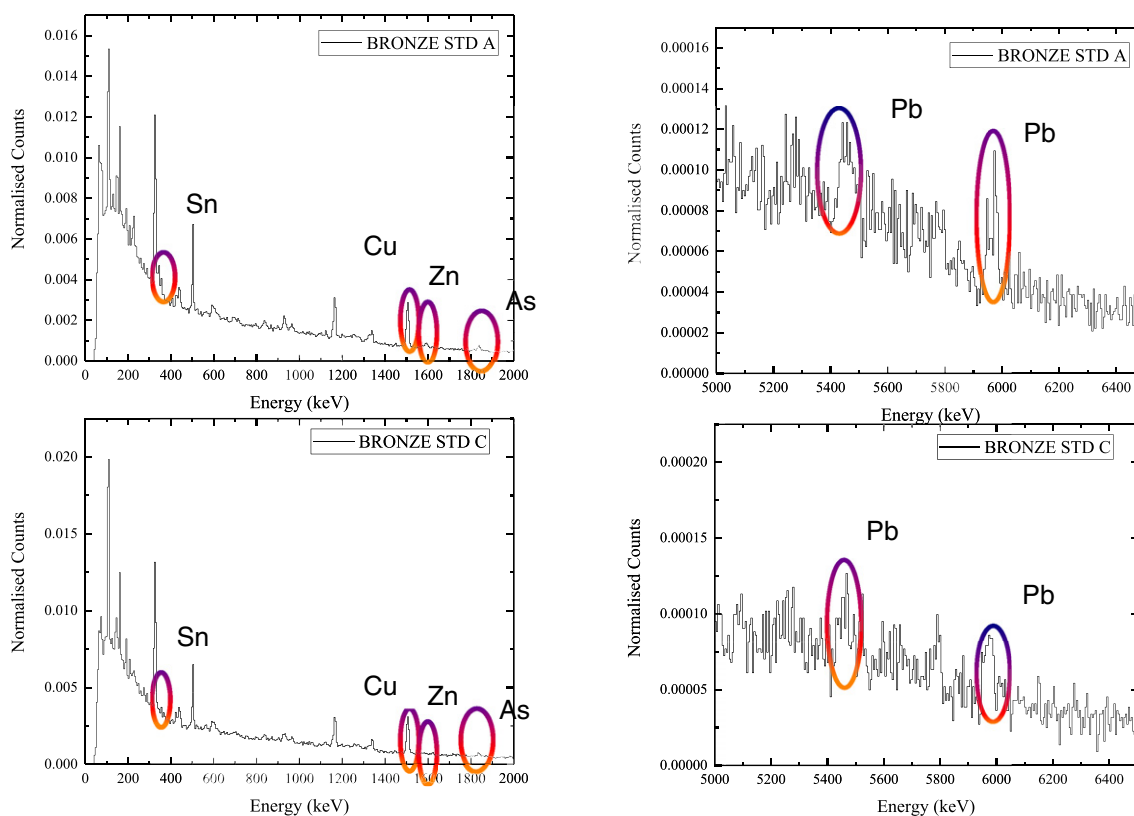 BRONZE STD A
Normalised Counts
0.016
0.014
0.012
0.010
0.008
0.006
0.004
0.002
0.000
Sn
Cu
Zn
As
0 200 400 600 800 1000 1200 1400 1600 1800 2000
Energy (keV)
BRONZE STD A
Normalised Counts
0.00016
0.00014
0.00012
0.00010
0.00008
0.00006
0.00004
0.00002
0.00000
Pb
Pb
5000 5200 5400 5600 5800 6000 6200 6400
Energy (keV)
BRONZE STD C
Normalised Counts
0.020
0.015
0.010
0.005
0.000
Sn
Cu
Zn
As
0 200 400 600 800 1000 1200 1400 1600 1800 2000
Energy (keV)
BRONZE STD C
Normalised Counts
0.00020
0.00015
0.00010
0.00005
0.00000
Pb
Pb
5000 5200 5400 5600 5800 6000 6200 6400
Energy (keV)